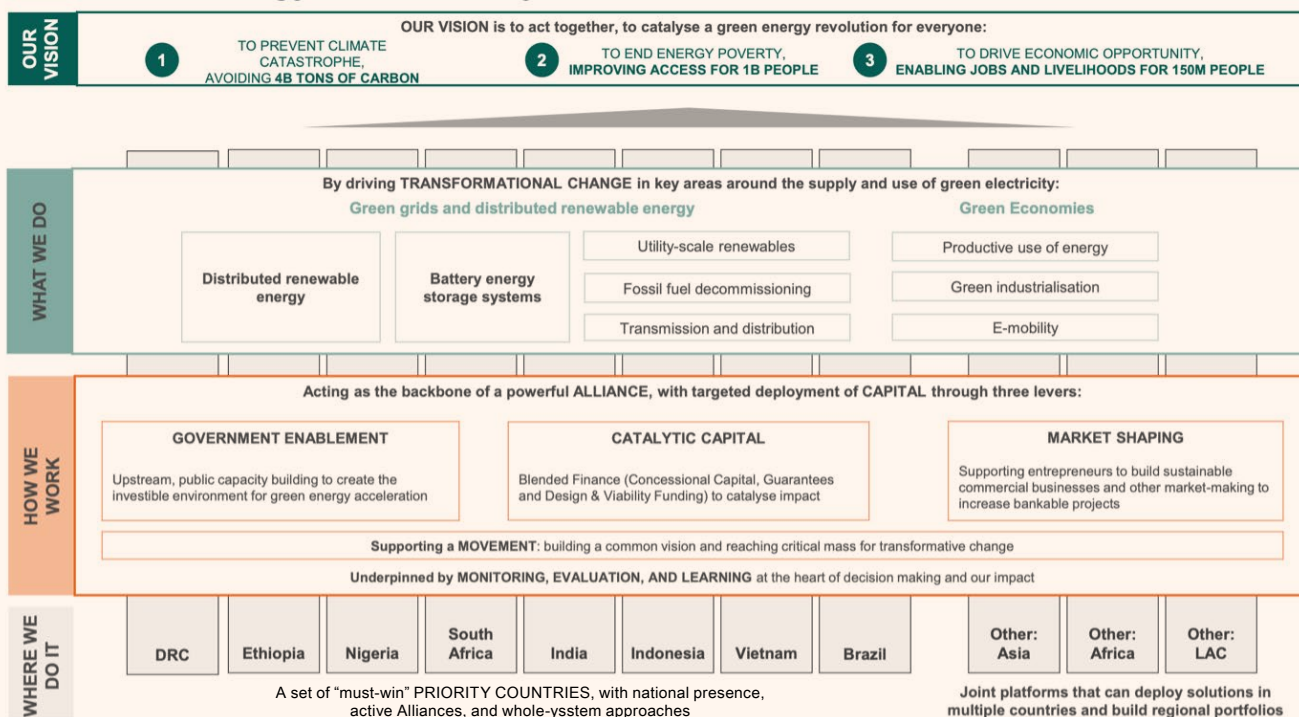 OUR VISION
OUR VISION is to act together, to catalyse a green energy revolution for everyone:
1
TO PREVENT CLIMATE
CATASTROPHE,
AVOIDING 4B TONS OF CARBON
2
TO END ENERGY POVERTY,
IMPROVING ACCESS FOR 1B PEOPLE
3
TO DRIVE ECONOMIC OPPORTUNITY,
ENABLING JOBS AND LIVELIHOODS FOR 150M PEOPLE
WHAT WE DO
By driving TRANSFORMATIONAL CHANGE in key areas around the supply and use of green electricity:
Green grids and distributed renewable energy
Distributed renewable
energy
Battery energy
storage systems
Utility-scale renewables
Fossil fuel decommissioning
Transmission and distribution
Green Economies
Productive use of energy
Green industrialisation
E-mobility
HOW WE
WORK
Acting as the backbone of a powerful ALLIANCE, with targeted deployment of CAPITAL through three levers:
GOVERNMENT ENABLEMENT
Upstream, public capacity building to create the
investible environment for green energy acceleration
CATALYTIC CAPITAL
Blended Finance (Concessional Capital, Guarantees
and Design & Viability Funding) to catalyse impact
MARKET SHAPING
Supporting entrepreneurs to build sustainable
commercial businesses and other market-making to
increase bankable projects
Supporting a MOVEMENT: building a common vision and reaching critical mass for transformative change
Underpinned by MONITORING, EVALUATION, AND LEARNING at the heart of decision making and our impact
WHERE WE
DO IT
DRC
Ethiopia
Nigeria
South
Africa
India
Indonesia
Vietnam
Brazil
Other:
Asia
Other:
Africa
Other:
LAC
A set of "must-win" PRIORITY COUNTRIES, with national presence,
active Alliances, and whole-ysstem approaches
Joint platforms that can deploy solutions in
multiple countries and build regional portfolios